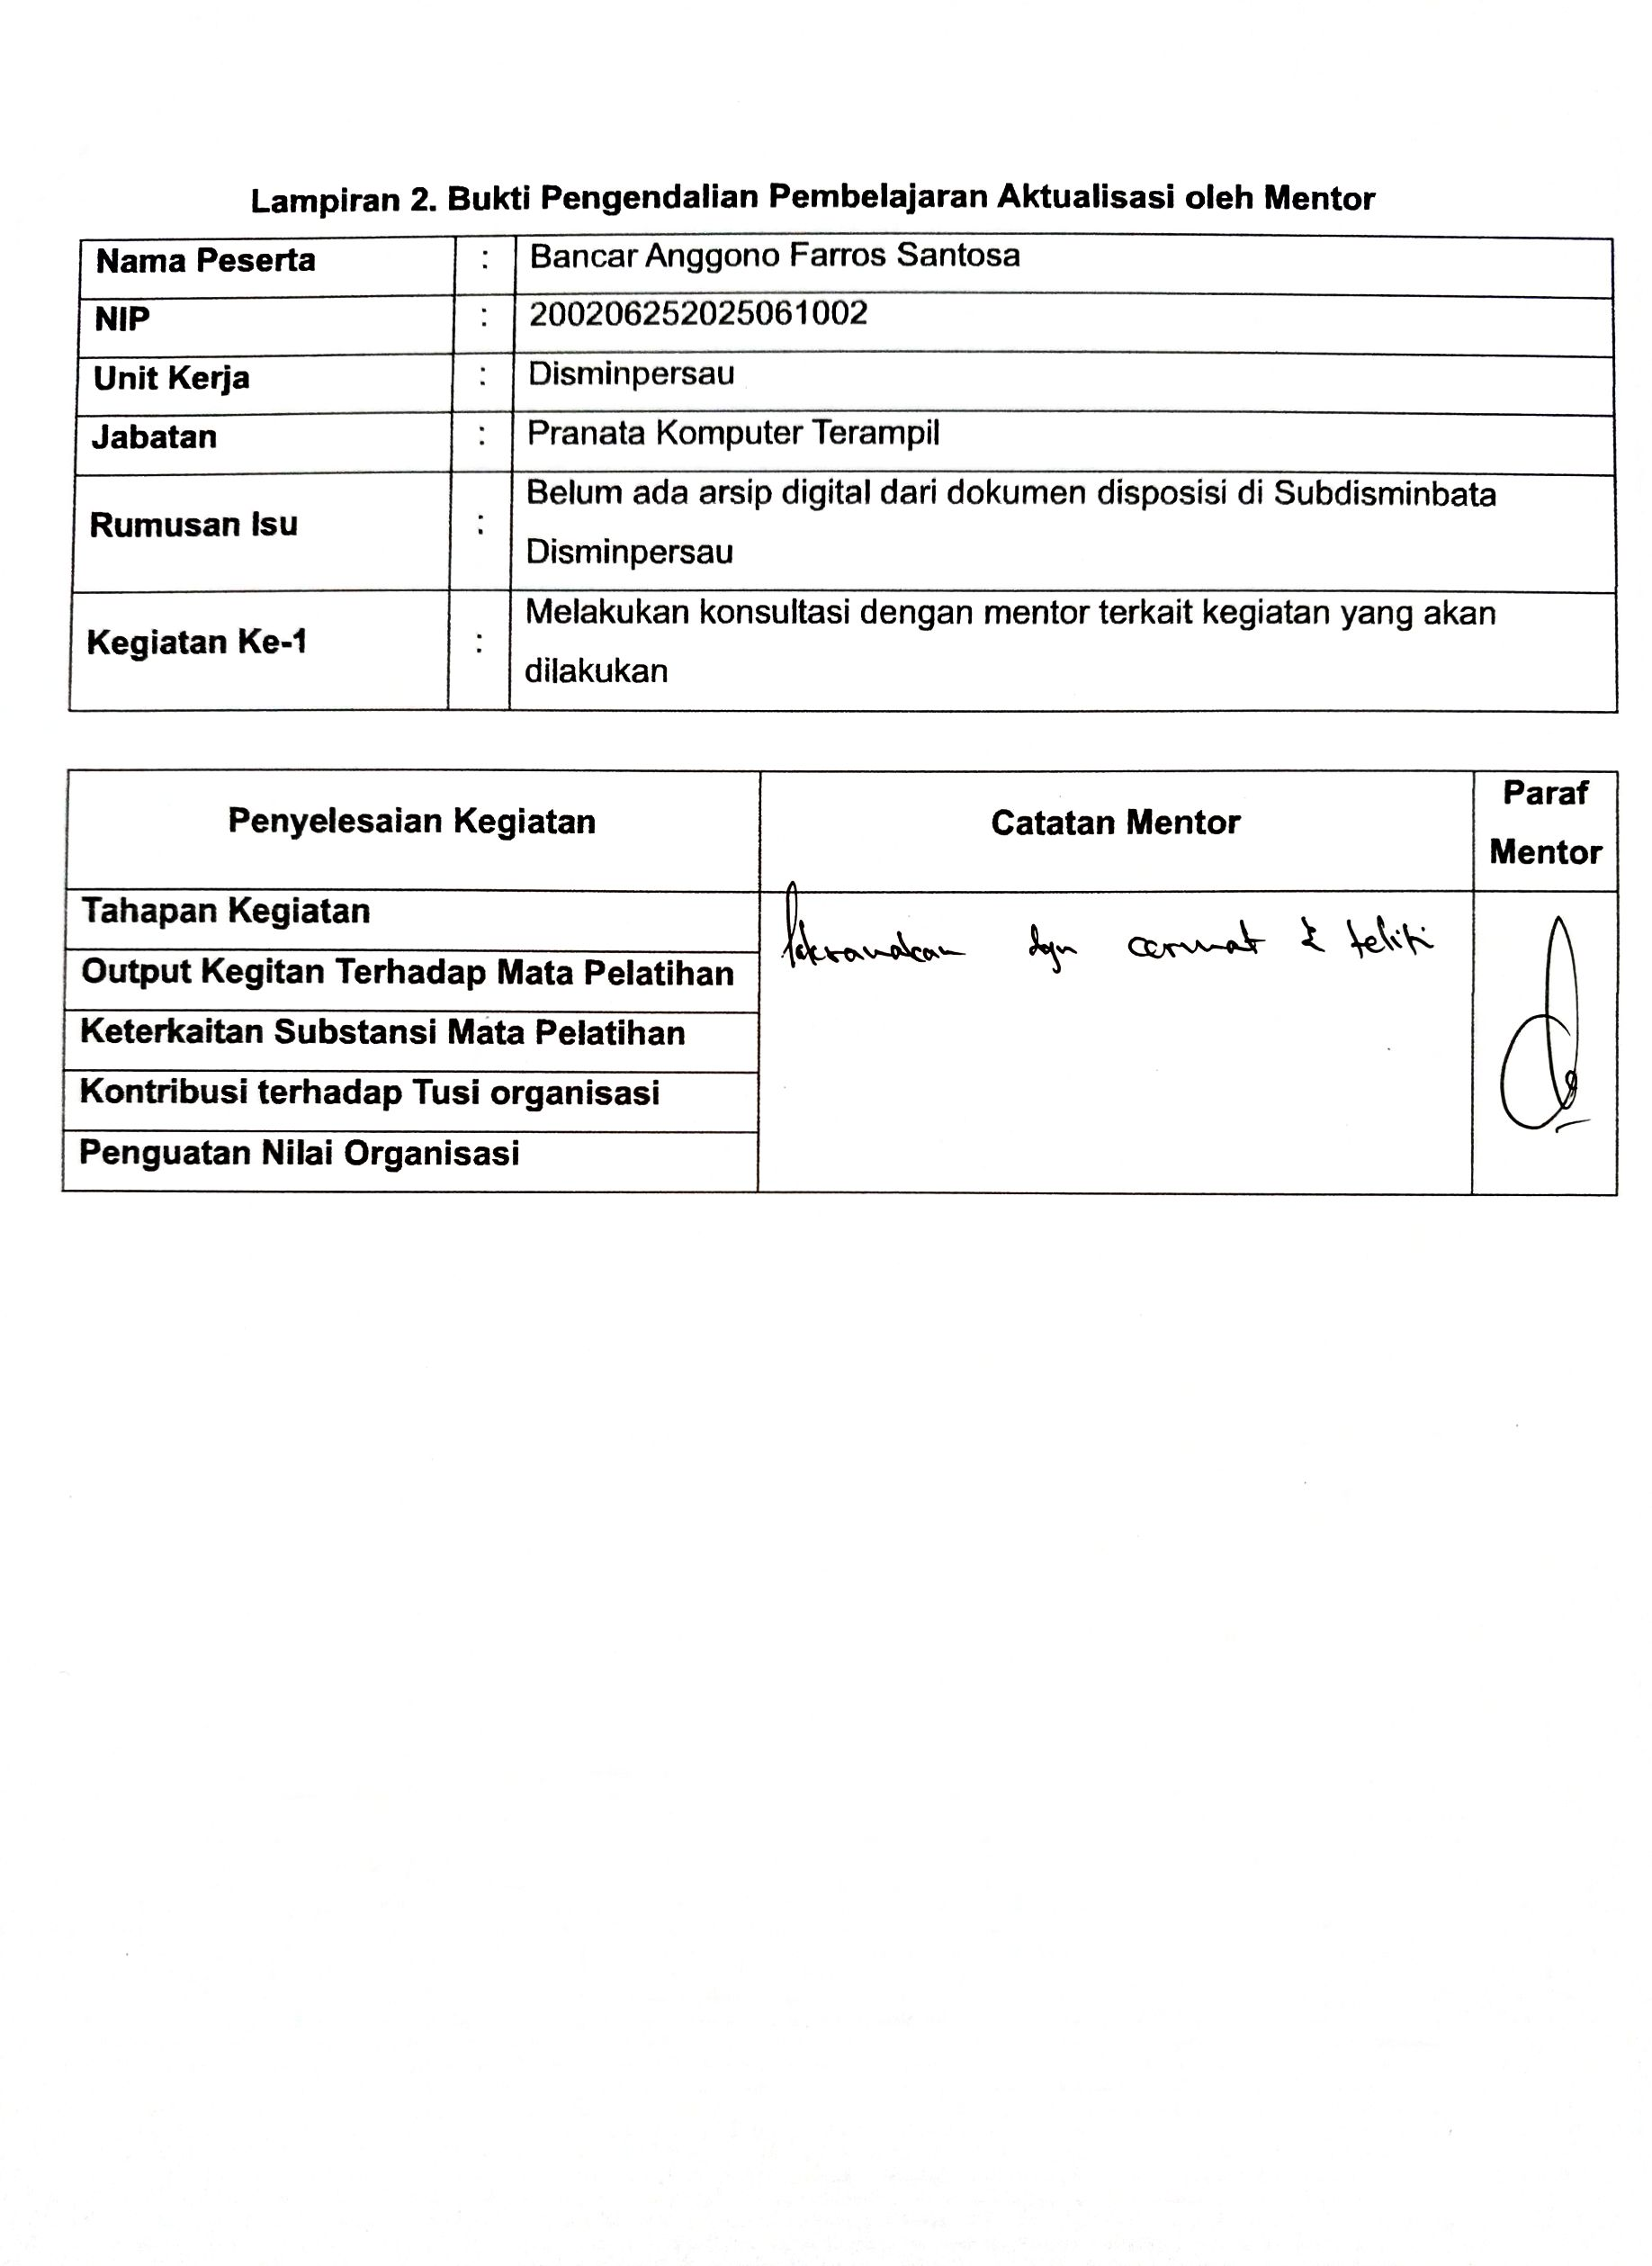 Lampiran 2. Bukti Pengendalian Pembelajaran Aktualisasi oleh Mentor
Nama Peserta : Bancar Anggono Farros Santosa
NIP : 200206252025061002
Unit Kerja : Disminpersau
Jabatan : Pranata Komputer Terampil
Rumusan Isu : Belum ada arsip digital dari dokumen disposisi di Subdisminbata
Disminpersau
Kegiatan Ke-1 : Melakukan konsultasi dengan mentor terkait kegiatan yang akan
dilakukan
Penyelesaian Kegiatan Catatan Mentor Paraf
Mentor
Tahapan Kegiatan
laksanakan dgn cermat & teliti
Output Kegitan Terhadap Mata Pelatihan
Keterkaitan Substansi Mata Pelatihan
Kontribusi terhadap Tusi organisasi
Penguatan Nilai Organisasi